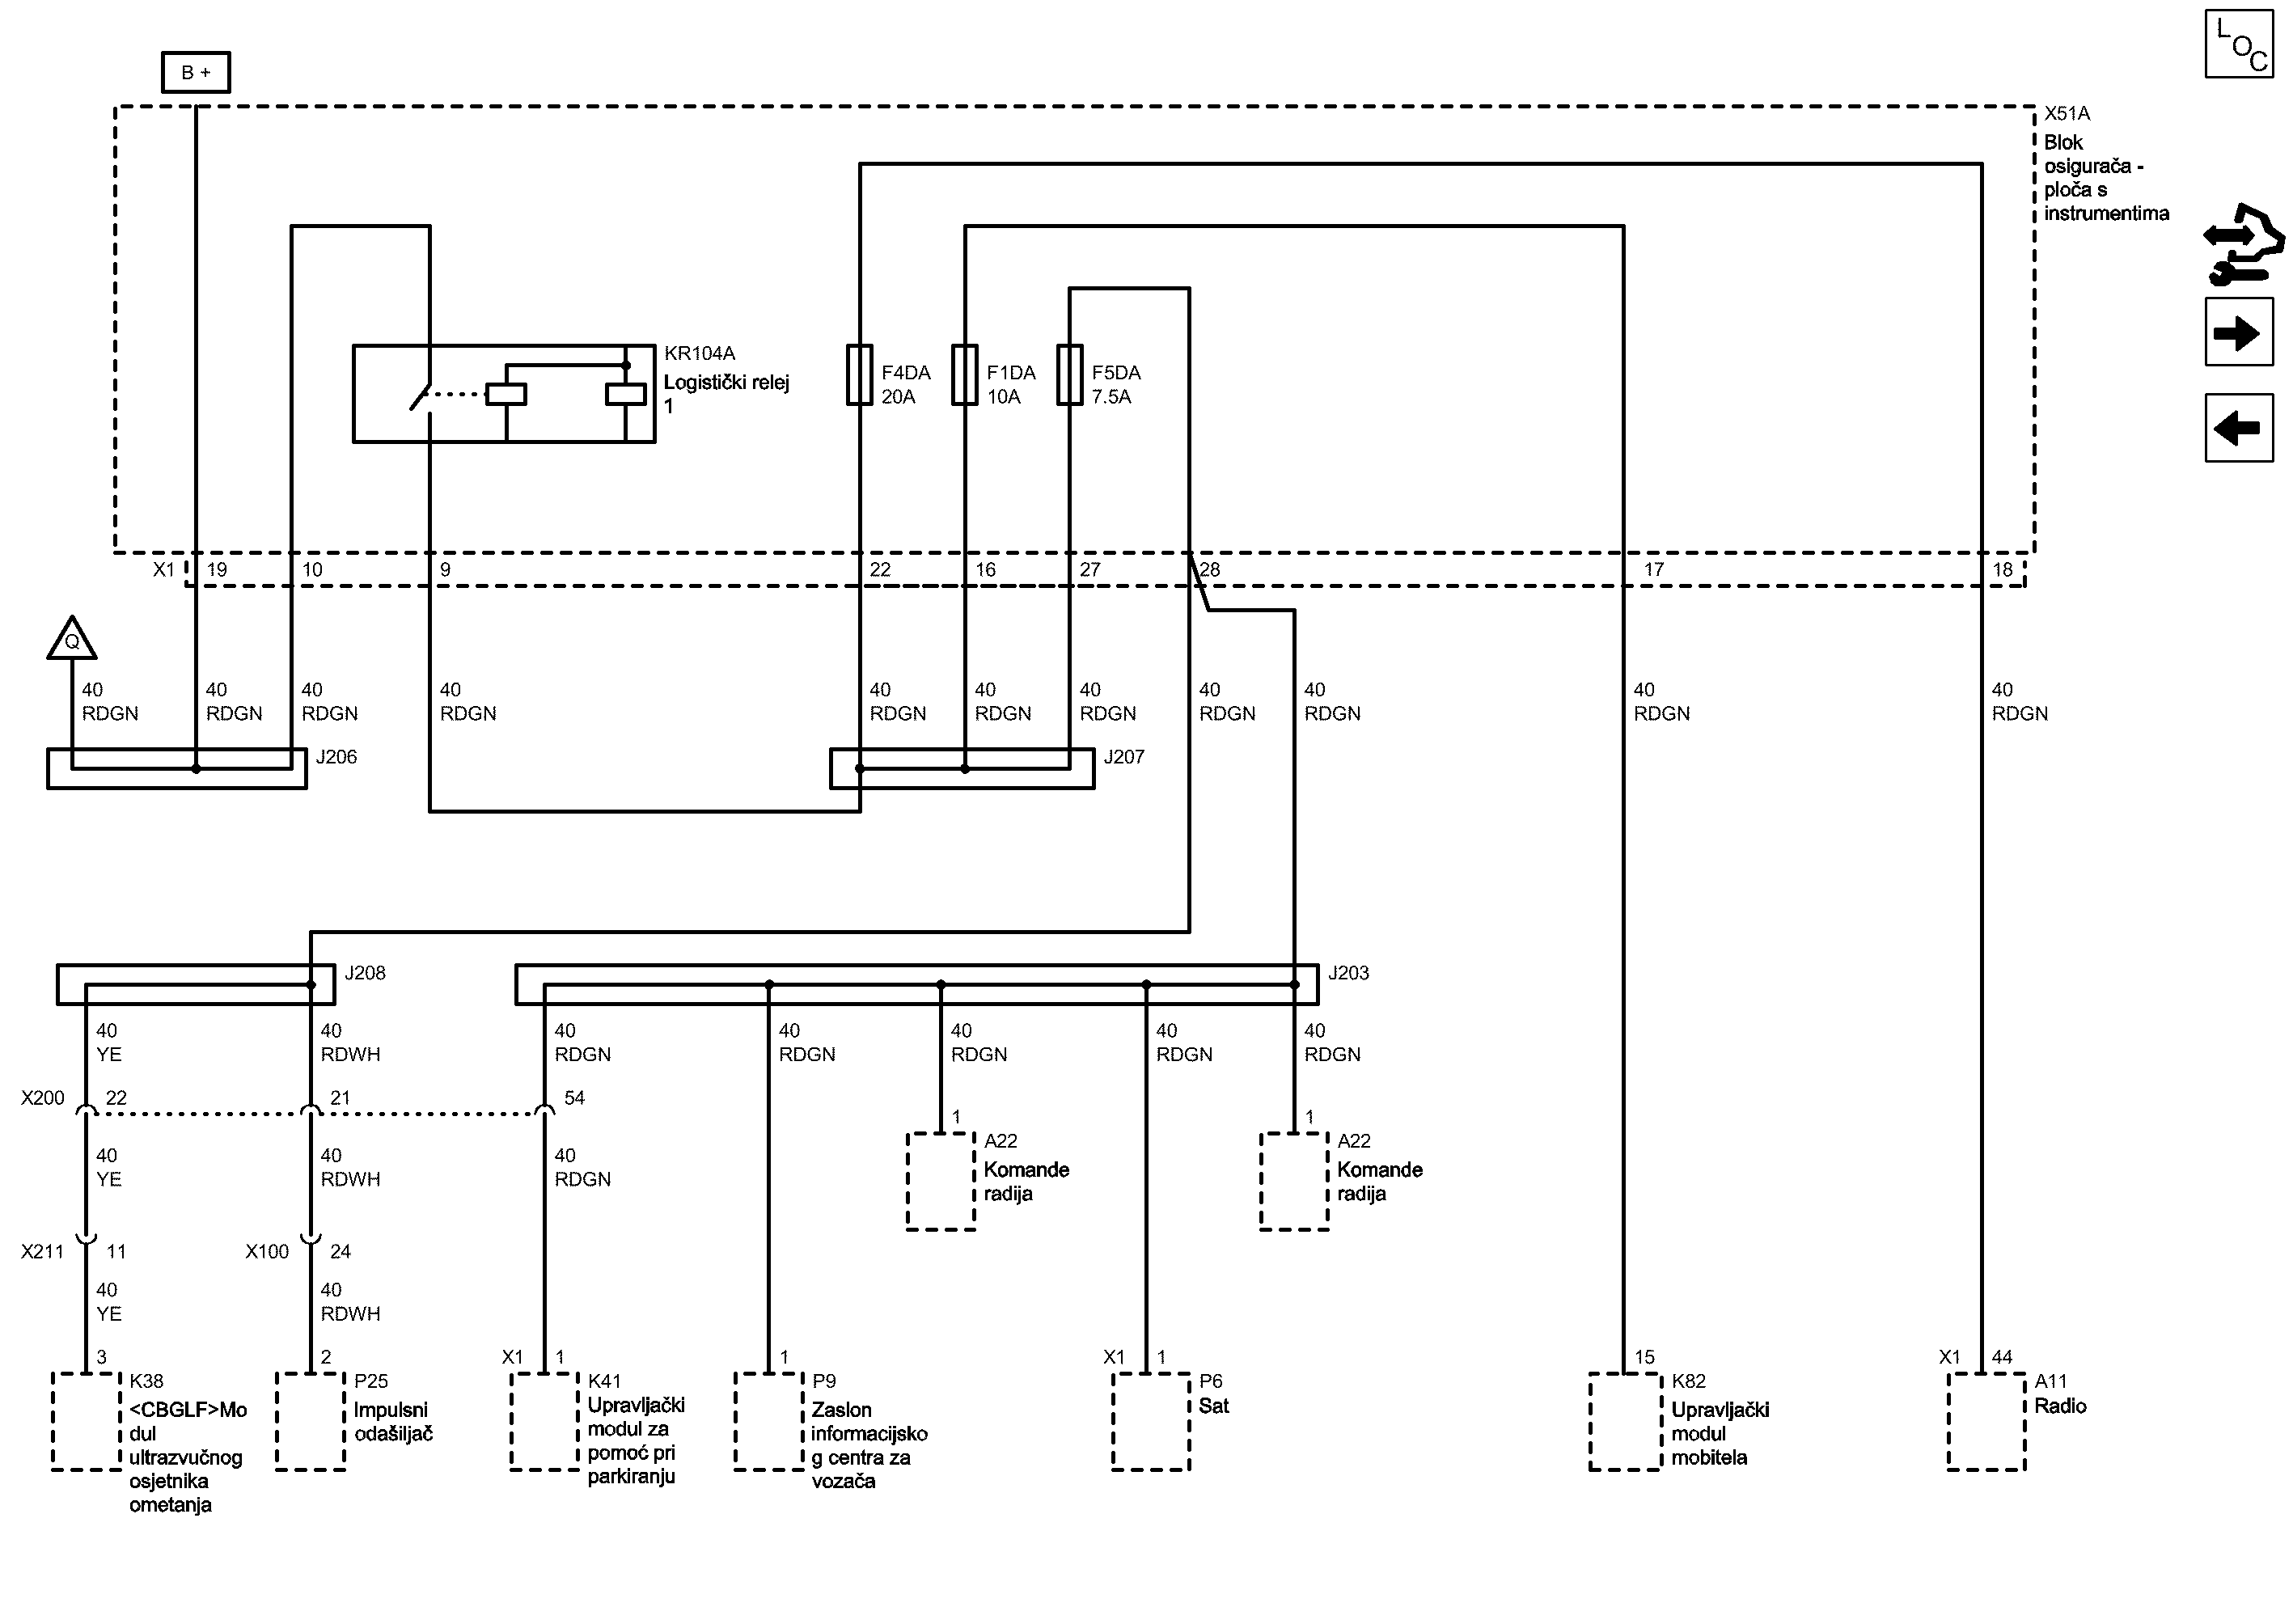 L
O
C
B +
X51A
Blok
osigurača -
ploča s
instrumentima
KR104A
Logistički relej
1
F4DA
20A
F1DA
10A
F5DA
7.5A
X1 19 10 9 22 16 27 28 17 18
Q
40 40 40 40 40 40 40 40 40 40 40
RDGN RDGN RDGN RDGN RDGN RDGN RDGN RDGN RDGN RDGN RDGN
J206
J207
J208
J203
40 40 40 40 40 40 40
YE RDWH RDGN RDGN RDGN RDGN RDGN
X200 22 21 54
1 1
A22
Komande
radija
A22
Komande
radija
40 40 40
YE RDWH RDGN
X211 11 X100 24
40 40
YE RDWH
3 2 X1 1 1 X1 1 15 X1 44
K38
<CBGLF>Mo
dul
ultrazvučnog
osjetnika
ometanja
P25
Impulsni
odašiljač
K41
Upravljački
modul za
pomoć pri
parkiranju
P9
Zaslon
informacijsko
g centra za
vozača
P6
Sat
K82
Upravljački
modul
mobitela
A11
Radio